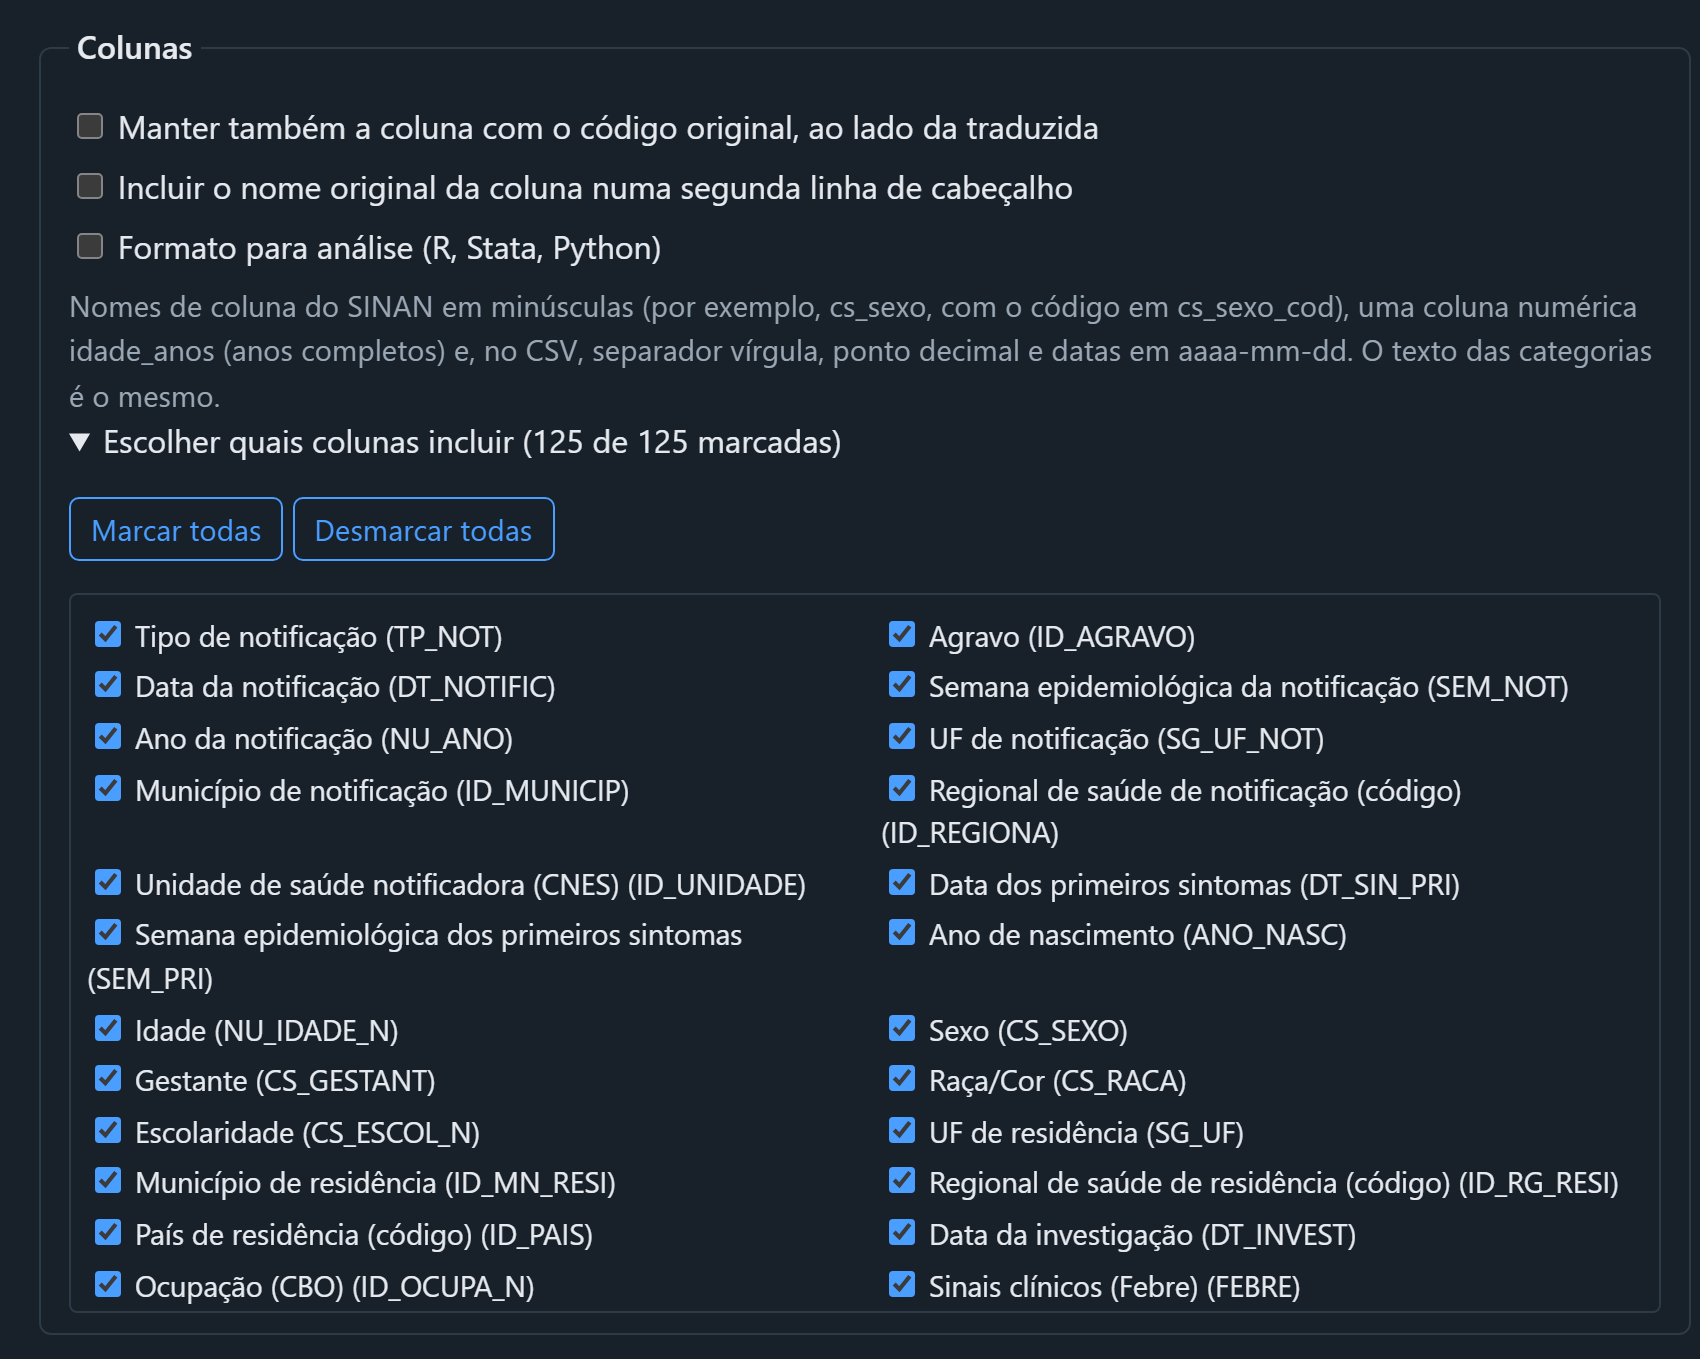 Colunas
Manter também a coluna com o código original, ao lado da traduzida
Incluir o nome original da coluna numa segunda linha de cabeçalho
Formato para análise (R, Stata, Python)
Nomes de coluna do SINAN em minúsculas (por exemplo, cs_sexo, com o código em cs_sexo_cod), uma coluna numérica
idade_anos (anos completos) e, no CSV, separador vírgula, ponto decimal e datas em aaaa-mm-dd. O texto das categorias
é o mesmo.
Escolher quais colunas incluir (125 de 125 marcadas)
Marcar todas Desmarcar todas
Tipo de notificação (TP_NOT)
Agravo (ID_AGRAVO)
Data da notificação (DT_NOTIFIC)
Semana epidemiológica da notificação (SEM_NOT)
Ano da notificação (NU_ANO)
UF de notificação (SG_UF_NOT)
Município de notificação (ID_MUNICIP)
Regional de saúde de notificação (código)
(ID_REGIONA)
Unidade de saúde notificadora (CNES) (ID_UNIDADE)
Data dos primeiros sintomas (DT_SIN_PRI)
Semana epidemiológica dos primeiros sintomas
(SEM_PRI)
Ano de nascimento (ANO_NASC)
Idade (NU_IDADE_N)
Sexo (CS_SEXO)
Gestante (CS_GESTANT)
Raça/Cor (CS_RACA)
Escolaridade (CS_ESCOL_N)
UF de residência (SG_UF)
Município de residência (ID_MN_RESI)
Regional de saúde de residência (código) (ID_RG_RESI)
País de residência (código) (ID_PAIS)
Data da investigação (DT_INVEST)
Ocupação (CBO) (ID_OCUPA_N)
Sinais clínicos (Febre) (FEBRE)